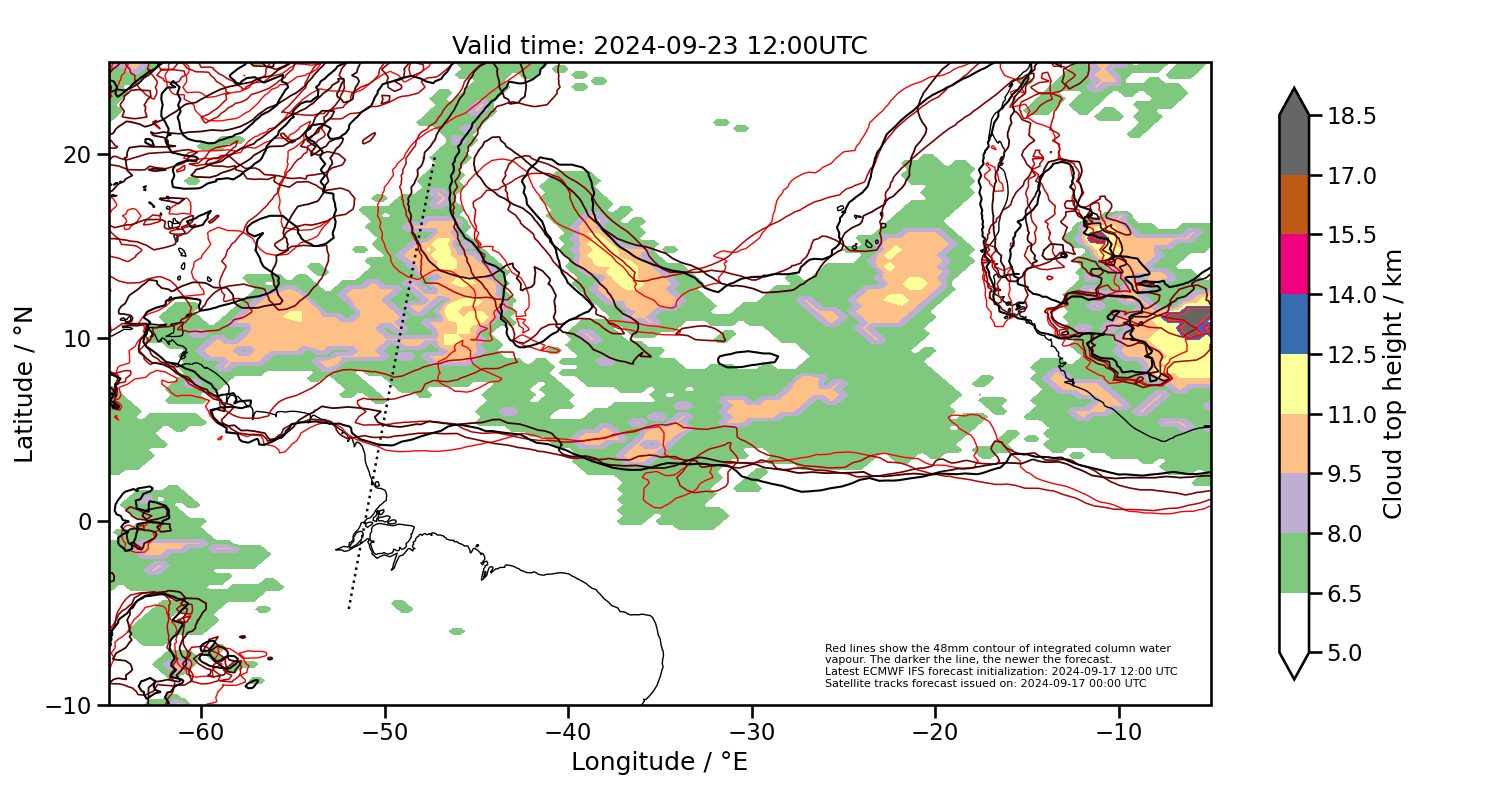 Valid time: 2024-09-23 12:00UTC
20
10
0
−10
Latitude / °N
−60
−50
−40
−30
−20
−10
Longitude / °E
Red lines show the 48mm contour of integrated column water
vapour. The darker the line, the newer the forecast.
Latest ECMWF IFS forecast initialization: 2024-09-17 12:00 UTC
Satellite tracks forecast issued on: 2024-09-17 00:00 UTC
18.5
17.0
15.5
14.0
12.5
11.0
9.5
8.0
6.5
5.0
Cloud top height / km